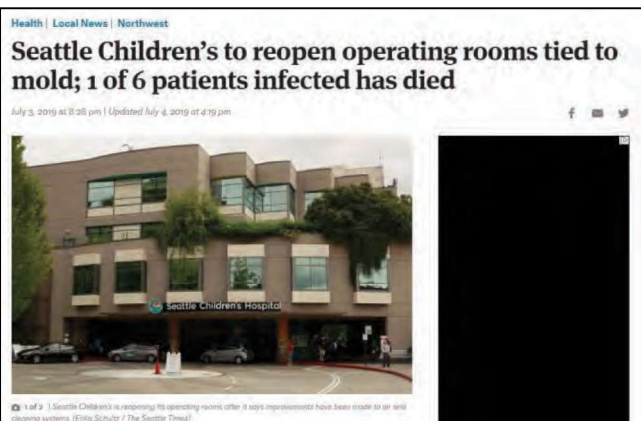 Health | Local News | Northwest
Seattle Children's to reopen operating rooms tied to
mold; 1 of 6 patients infected has died
July 3, 2019 at 8:28 pm | Updated July 4, 2019 at 4:19 pm
Seattle Children's Hospital
1 of 2 | Seattle Children's is reopening its operating rooms after it says improvements have been made to air and
cleaning systems. (Erika Schultz / The Seattle Times)